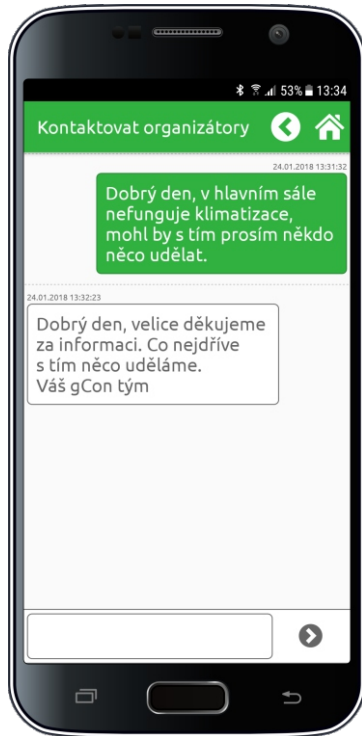 53% 13:34
Kontaktovat organizátory
24.01.2018 13:31:32
Dobrý den, v hlavním sále
nefunguje klimatizace,
mohl by s tím prosím někdo
něco udělat.
24.01.2018 13:32:23
Dobrý den, velice děkujeme
za informaci. Co nejdříve
s tím něco uděláme.
Váš gCon tým